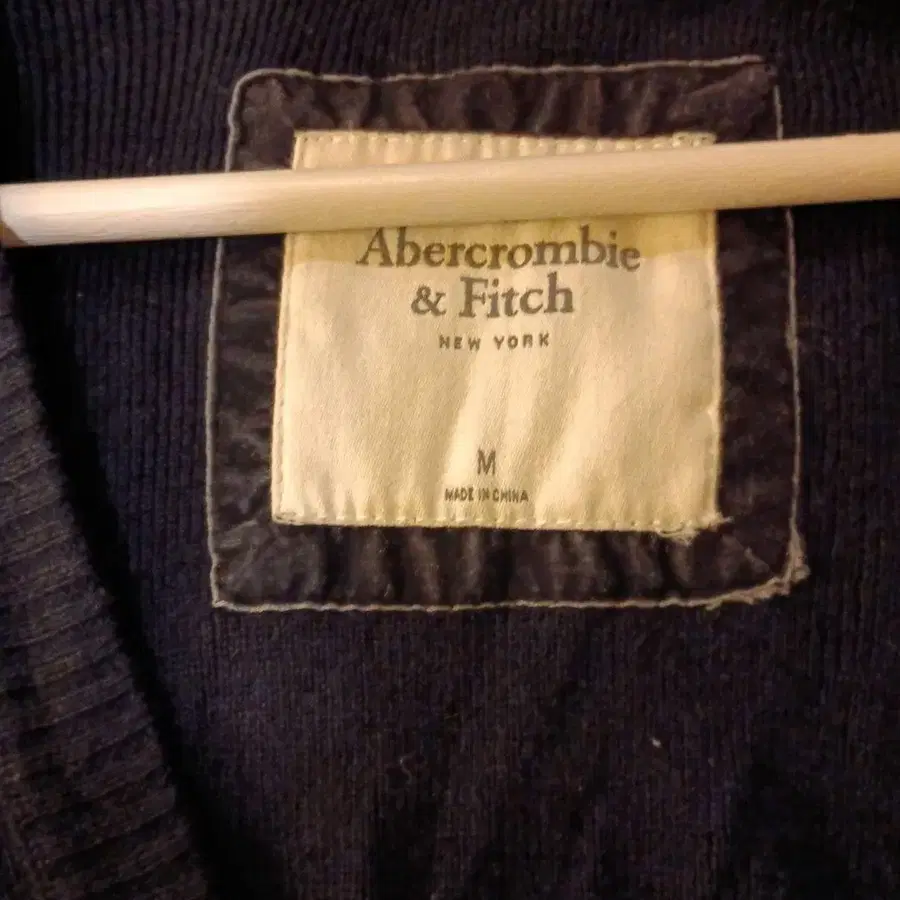 Abercrombie
& Fitch
NEW YORK
M
MADE IN CHINA